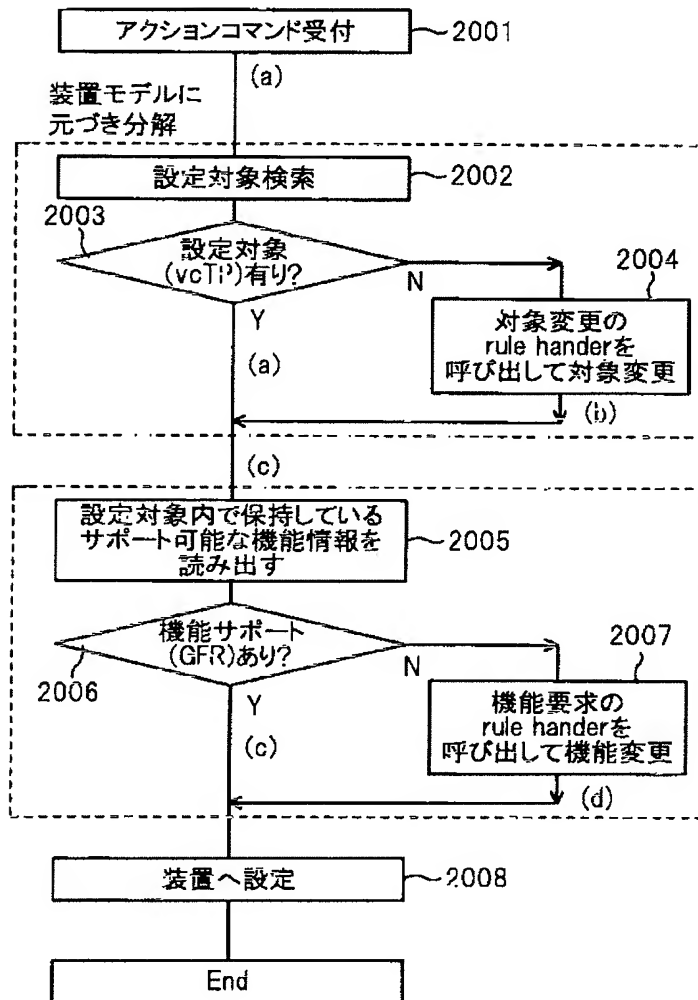 アクションコマンド受付
2001
(a)
装置モデルに
元づき分解
設定対象検索
2002
2003
設定対象
(vcTP)有り?
N
2004
対象変更の
rule handerを
呼び出して対象変更
Y
(a)
(b)
(c)
設定対象内で保持している
サポート可能な機能情報を
読み出す
2005
機能サポート
(GFR)あり?
N
2007
2006
機能要求の
rule handerを
呼び出して機能変更
Y
(c)
(d)
装置へ設定
2008
End